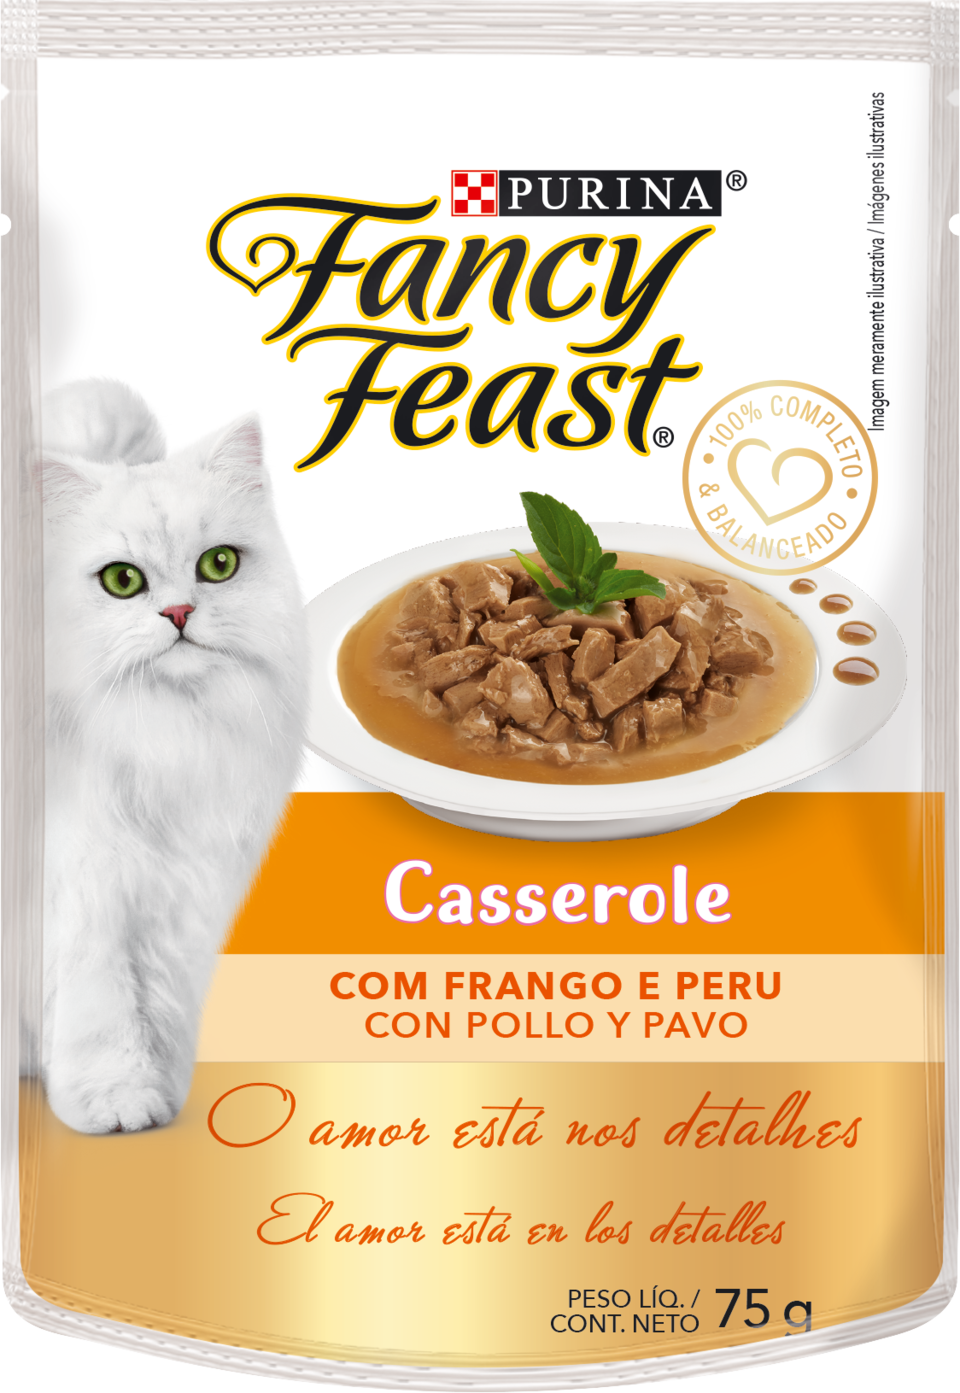 PURINA®
Fancy
Feast®
Imagem meramente ilustrativa / Imágenes ilustrativas
100% COMPLETO
& BALANCEADO
Casserole
COM FRANGO E PERU
CON POLLO Y PAVO
O amor está nos detalhes
El amor está en los detalles
PESO LÍQ. /
CONT. NETO 75 g